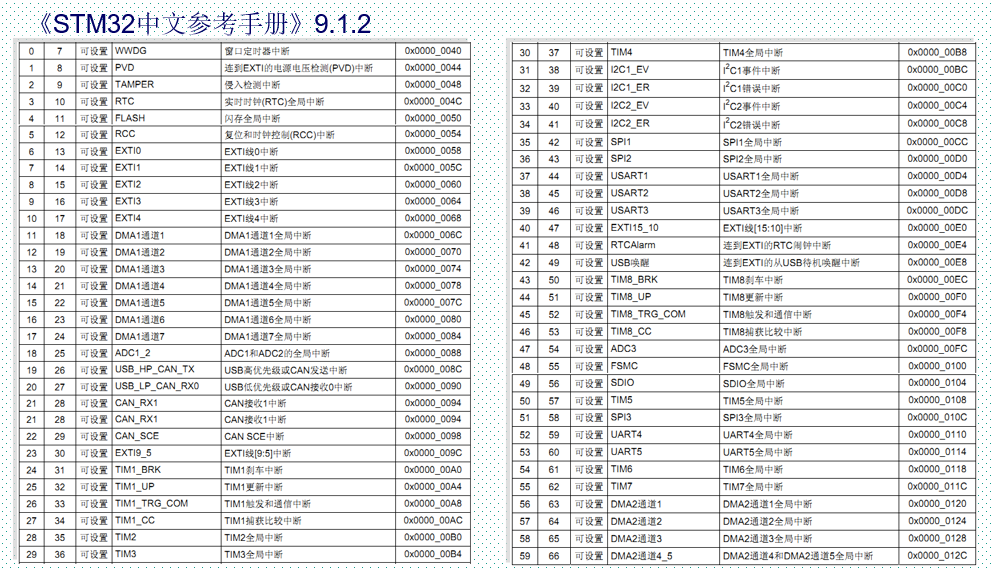 《STM32中文参考手册》9.1.2
0 7 可设置 WWDG 窗口定时器中断 0x0000_0040
1 8 可设置 PVD 连到EXTI的电源电压检测(PVD)中断 0x0000_0044
2 9 可设置 TAMPER 侵入检测中断 0x0000_0048
3 10 可设置 RTC 实时时钟(RTC)全局中断 0x0000_004C
4 11 可设置 FLASH 闪存全局中断 0x0000_0050
5 12 可设置 RCC 复位和时钟控制(RCC)中断 0x0000_0054
6 13 可设置 EXTI0 EXTI线0中断 0x0000_0058
7 14 可设置 EXTI1 EXTI线1中断 0x0000_005C
8 15 可设置 EXTI2 EXTI线2中断 0x0000_0060
9 16 可设置 EXTI3 EXTI线3中断 0x0000_0064
10 17 可设置 EXTI4 EXTI线4中断 0x0000_0068
11 18 可设置 DMA1通道1 DMA1通道1全局中断 0x0000_006C
12 19 可设置 DMA1通道2 DMA1通道2全局中断 0x0000_0070
13 20 可设置 DMA1通道3 DMA1通道3全局中断 0x0000_0074
14 21 可设置 DMA1通道4 DMA1通道4全局中断 0x0000_0078
15 22 可设置 DMA1通道5 DMA1通道5全局中断 0x0000_007C
16 23 可设置 DMA1通道6 DMA1通道6全局中断 0x0000_0080
17 24 可设置 DMA1通道7 DMA1通道7全局中断 0x0000_0084
18 25 可设置 ADC1_2 ADC1和ADC2的全局中断 0x0000_0088
19 26 可设置 USB_HP_CAN_TX USB高优先级或CAN发送中断 0x0000_008C
20 27 可设置 USB_LP_CAN_RX0 USB低优先级或CAN接收0中断 0x0000_0090
21 28 可设置 CAN_RX1 CAN接收1中断 0x0000_0094
21 28 可设置 CAN_RX1 CAN接收1中断 0x0000_0094
22 29 可设置 CAN_SCE CAN SCE中断 0x0000_0098
23 30 可设置 EXTI9_5 EXTI线[9:5]中断 0x0000_009C
24 31 可设置 TIM1_BRK TIM1刹车中断 0x0000_00A0
25 32 可设置 TIM1_UP TIM1更新中断 0x0000_00A4
26 33 可设置 TIM1_TRG_COM TIM1触发和通信中断 0x0000_00A8
27 34 可设置 TIM1_CC TIM1捕获比较中断 0x0000_00AC
28 35 可设置 TIM2 TIM2全局中断 0x0000_00B0
29 36 可设置 TIM3 TIM3全局中断 0x0000_00B4
30 37 可设置 TIM4 TIM4全局中断 0x0000_00B8
31 38 可设置 I2C1_EV I²C1事件中断 0x0000_00BC
32 39 可设置 I2C1_ER I²C1错误中断 0x0000_00C0
33 40 可设置 I2C2_EV I²C2事件中断 0x0000_00C4
34 41 可设置 I2C2_ER I²C2错误中断 0x0000_00C8
35 42 可设置 SPI1 SPI1全局中断 0x0000_00CC
36 43 可设置 SPI2 SPI2全局中断 0x0000_00D0
37 44 可设置 USART1 USART1全局中断 0x0000_00D4
38 45 可设置 USART2 USART2全局中断 0x0000_00D8
39 46 可设置 USART3 USART3全局中断 0x0000_00DC
40 47 可设置 EXTI15_10 EXTI线[15:10]中断 0x0000_00E0
41 48 可设置 RTCAlarm 连到EXTI的RTC闹钟中断 0x0000_00E4
42 49 可设置 USB唤醒 连到EXTI的从USB待机唤醒中断 0x0000_00E8
43 50 可设置 TIM8_BRK TIM8刹车中断 0x0000_00EC
44 51 可设置 TIM8_UP TIM8更新中断 0x0000_00F0
45 52 可设置 TIM8_TRG_COM TIM8触发和通信中断 0x0000_00F4
46 53 可设置 TIM8_CC TIM8捕获比较中断 0x0000_00F8
47 54 可设置 ADC3 ADC3全局中断 0x0000_00FC
48 55 可设置 FSMC FSMC全局中断 0x0000_0100
49 56 可设置 SDIO SDIO全局中断 0x0000_0104
50 57 可设置 TIM5 TIM5全局中断 0x0000_0108
51 58 可设置 SPI3 SPI3全局中断 0x0000_010C
52 59 可设置 UART4 UART4全局中断 0x0000_0110
53 60 可设置 UART5 UART5全局中断 0x0000_0114
54 61 可设置 TIM6 TIM6全局中断 0x0000_0118
55 62 可设置 TIM7 TIM7全局中断 0x0000_011C
56 63 可设置 DMA2通道1 DMA2通道1全局中断 0x0000_0120
57 64 可设置 DMA2通道2 DMA2通道2全局中断 0x0000_0124
58 65 可设置 DMA2通道3 DMA2通道3全局中断 0x0000_0128
59 66 可设置 DMA2通道4_5 DMA2通道4和DMA2通道5全局中断 0x0000_012C